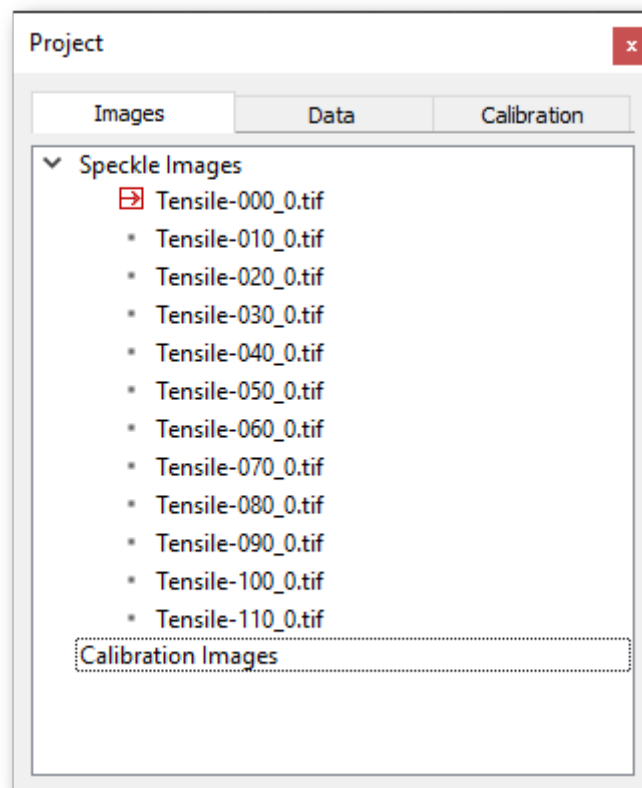 Project
x
Images Data Calibration
Speckle Images
Tensile-000_0.tif
Tensile-010_0.tif
Tensile-020_0.tif
Tensile-030_0.tif
Tensile-040_0.tif
Tensile-050_0.tif
Tensile-060_0.tif
Tensile-070_0.tif
Tensile-080_0.tif
Tensile-090_0.tif
Tensile-100_0.tif
Tensile-110_0.tif
Calibration Images